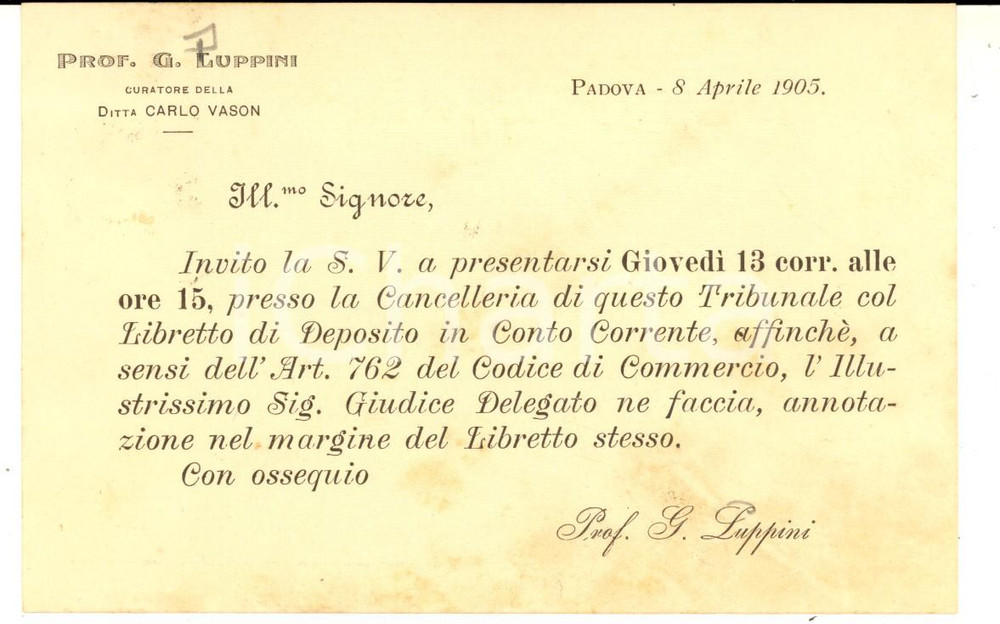 PROF. G. LUPPINI
CURATORE DELLA
DITTA CARLO VASON
PADOVA - 8 Aprile 1905.
Ill.mo Signore,
Invito la S. V. a presentarsi Giovedì 13 corr. alle
ore 15, presso la Cancelleria di questo Tribunale col
Libretto di Deposito in Conto Corrente, affinchè, a
sensi dell' Art. 762 del Codice di Commercio, l' Illu-
strissimo Sig. Giudice Delegato ne faccia, annota-
zione nel margine del Libretto stesso.
Con ossequio
Prof. G. Luppini